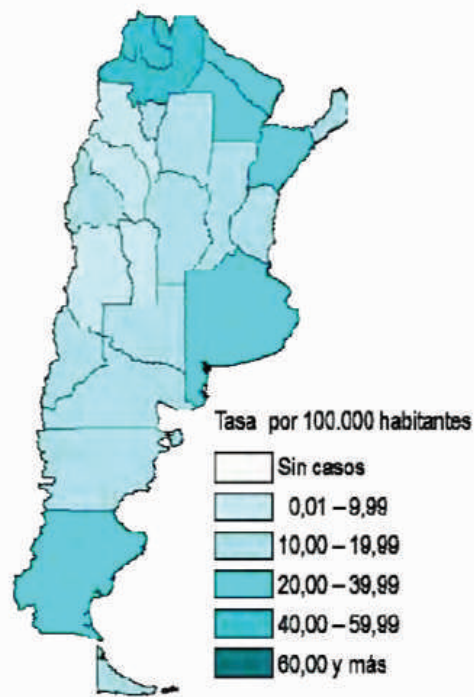 Tasa por 100.000 habitantes
Sin casos
0,01 – 9,99
10,00 – 19,99
20,00 – 39,99
40,00 – 59,99
60,00 y más